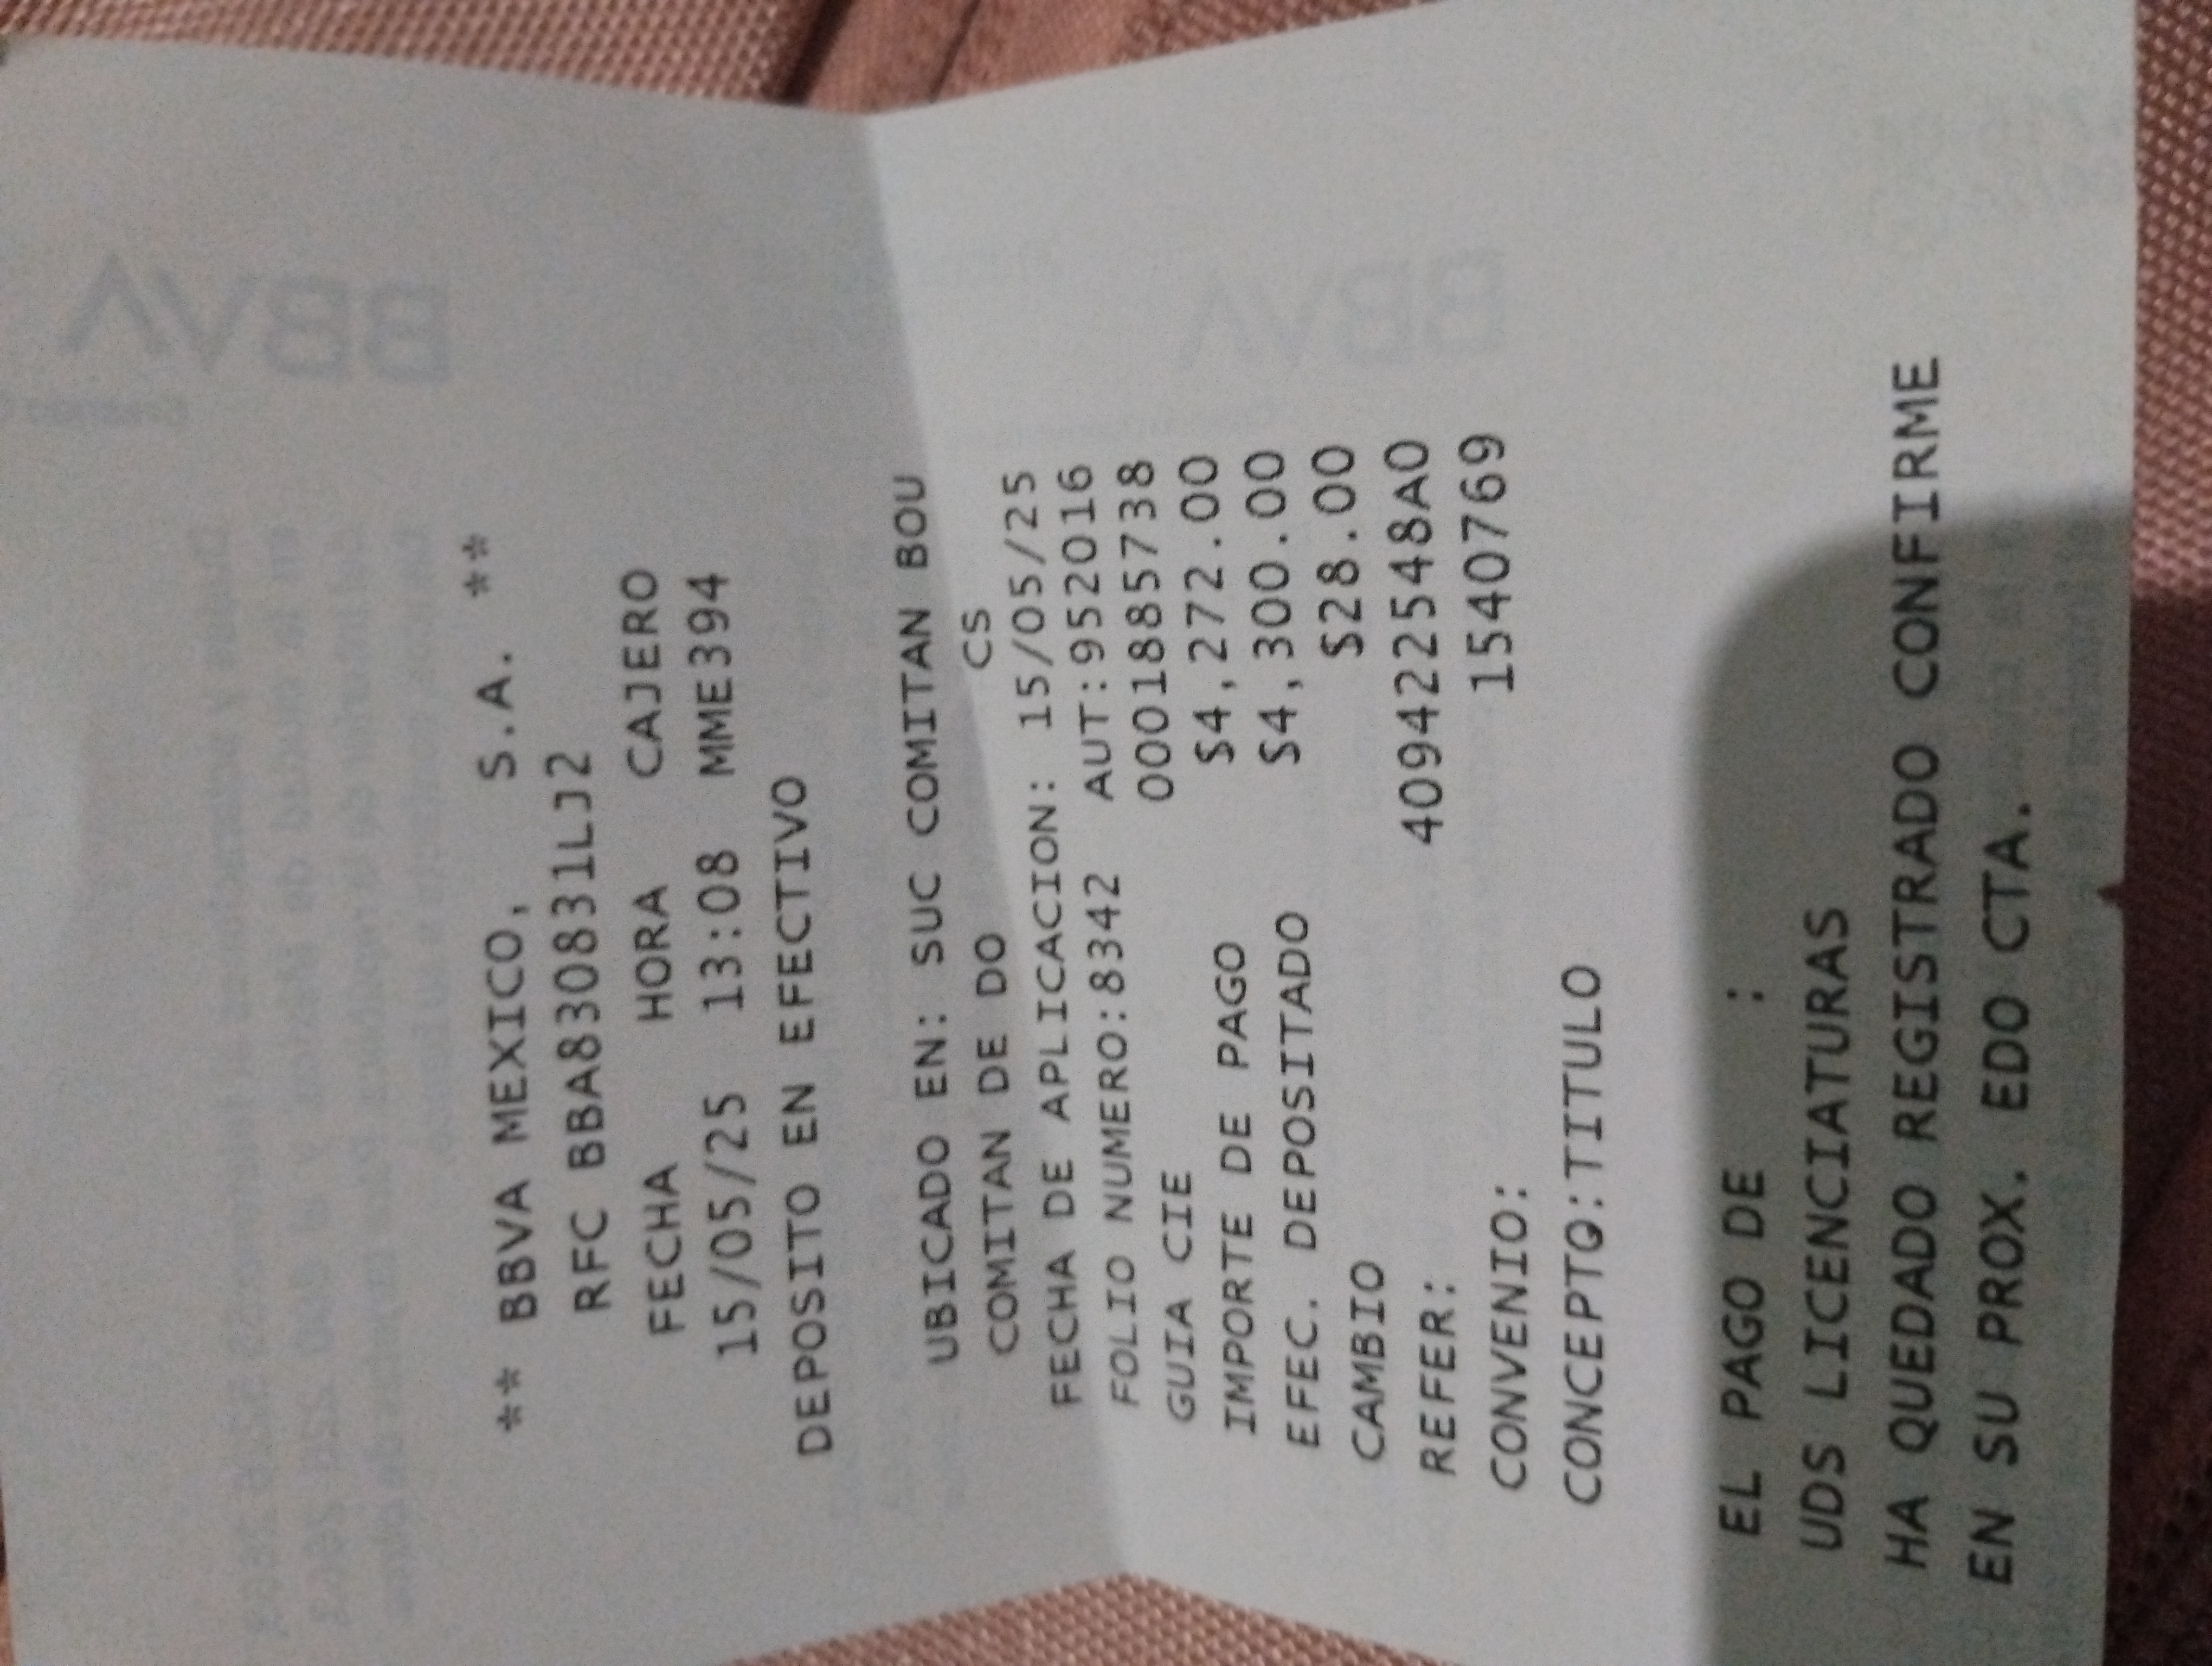 ** BBVA MEXICO, S.A. **
RFC BBA830831LJ2
FECHA HORA CAJERO
15/05/25 13:08 MME394
DEPOSITO EN EFECTIVO
UBICADO EN: SUC COMITAN BOU
COMITAN DE DO CS
FECHA DE APLICACION: 15/05/25
FOLIO NUMERO:8342 AUT:952016
GUIA CIE 0001885738
IMPORTE DE PAGO $4,272.00
EFEC. DEPOSITADO $4,300.00
CAMBIO $28.00
REFER: 409422548A0
CONVENIO: 1540769
CONCEPTO:TITULO
EL PAGO DE :
UDS LICENCIATURAS
HA QUEDADO REGISTRADO CONFIRME
EN SU PROX. EDO CTA.
BBVA
BBVA